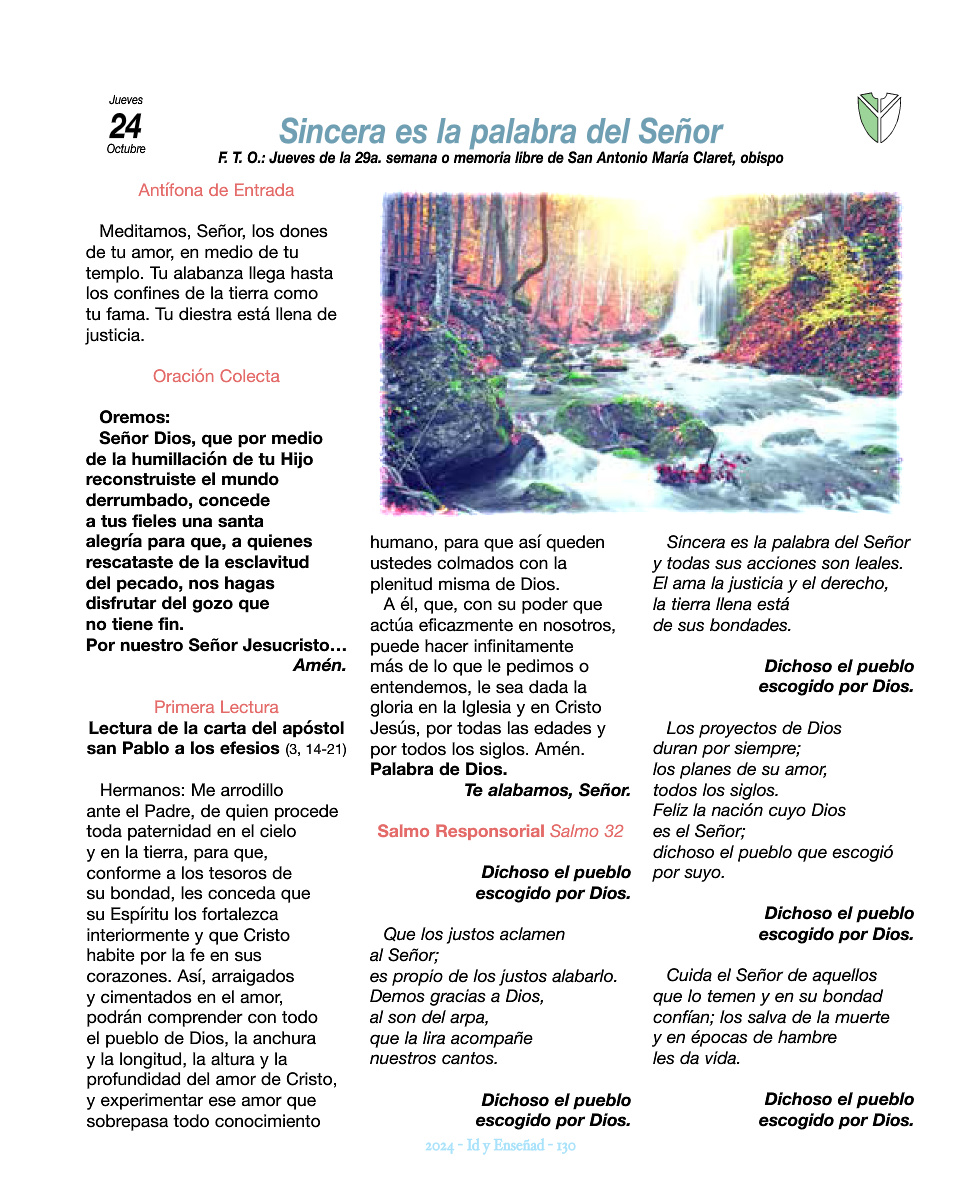 Jueves
24
Octubre
Sincera es la palabra del Señor
F. T. O.: Jueves de la 29a. semana o memoria libre de San Antonio María Claret, obispo
Antífona de Entrada
Meditamos, Señor, los dones
de tu amor, en medio de tu
templo. Tu alabanza llega hasta
los confines de la tierra como
tu fama. Tu diestra está llena de
justicia.
Oración Colecta
Oremos:
Señor Dios, que por medio
de la humillación de tu Hijo
reconstruiste el mundo
derrumbado, concede
a tus fieles una santa
alegría para que, a quienes
rescataste de la esclavitud
del pecado, nos hagas
disfrutar del gozo que
no tiene fin.
Por nuestro Señor Jesucristo…
Amén.
Primera Lectura
Lectura de la carta del apóstol
san Pablo a los efesios (3, 14-21)
Hermanos: Me arrodillo
ante el Padre, de quien procede
toda paternidad en el cielo
y en la tierra, para que,
conforme a los tesoros de
su bondad, les conceda que
su Espíritu los fortalezca
interiormente y que Cristo
habite por la fe en sus
corazones. Así, arraigados
y cimentados en el amor,
podrán comprender con todo
el pueblo de Dios, la anchura
y la longitud, la altura y la
profundidad del amor de Cristo,
y experimentar ese amor que
sobrepasa todo conocimiento
humano, para que así queden
ustedes colmados con la
plenitud misma de Dios.
A él, que, con su poder que
actúa eficazmente en nosotros,
puede hacer infinitamente
más de lo que le pedimos o
entendemos, le sea dada la
gloria en la Iglesia y en Cristo
Jesús, por todas las edades y
por todos los siglos. Amén.
Palabra de Dios.
Te alabamos, Señor.
Salmo Responsorial Salmo 32
Dichoso el pueblo
escogido por Dios.
Que los justos aclamen
al Señor;
es propio de los justos alabarlo.
Demos gracias a Dios,
al son del arpa,
que la lira acompañe
nuestros cantos.
Dichoso el pueblo
escogido por Dios.
Sincera es la palabra del Señor
y todas sus acciones son leales.
El ama la justicia y el derecho,
la tierra llena está
de sus bondades.
Dichoso el pueblo
escogido por Dios.
Los proyectos de Dios
duran por siempre;
los planes de su amor,
todos los siglos.
Feliz la nación cuyo Dios
es el Señor;
dichoso el pueblo que escogió
por suyo.
Dichoso el pueblo
escogido por Dios.
Cuida el Señor de aquellos
que lo temen y en su bondad
confían; los salva de la muerte
y en épocas de hambre
les da vida.
Dichoso el pueblo
escogido por Dios.
2024 - Id y Enseñad - 130